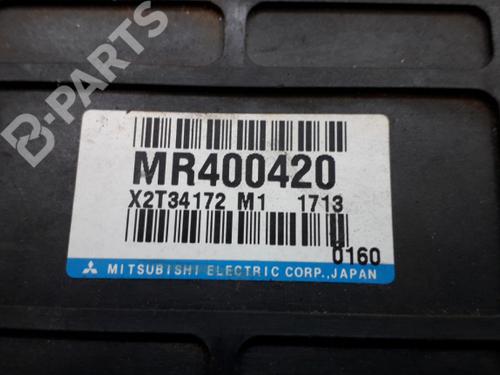 B-PARTS
MR400420
X2T34172 M1 1713
0160
MITSUBISHI ELECTRIC CORP., JAPAN